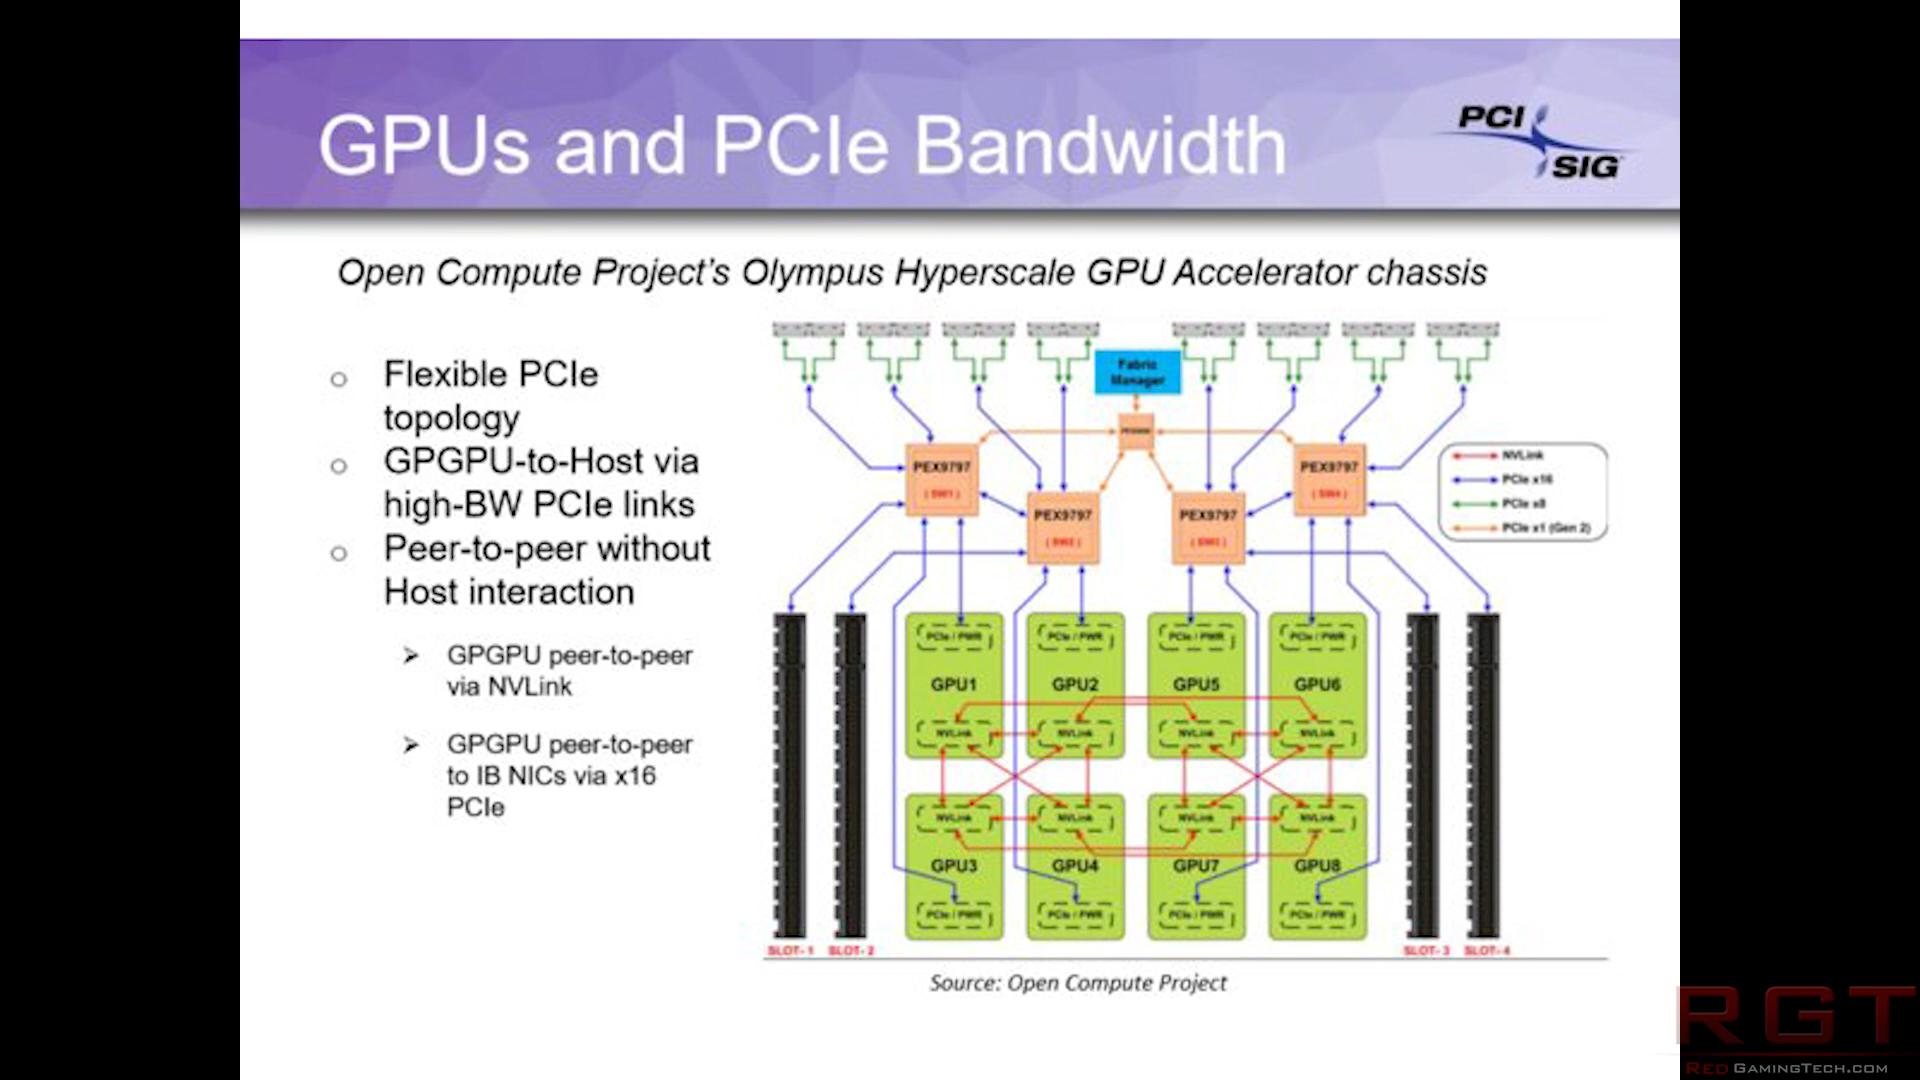 GPUs and PCIe Bandwidth
PCI
SIG
Open Compute Project's Olympus Hyperscale GPU Accelerator chassis
Flexible PCIe
topology
GPGPU-to-Host via
high-BW PCIe links
Peer-to-peer without
Host interaction
GPGPU peer-to-peer
via NVLink
GPGPU peer-to-peer
to IB NICs via x16
PCIe
Fabric
Manager
PEX9797
(SW1)
PEX9797
(SW2)
PEX9797
(SW3)
PEX9797
(SW4)
NVLink
PCIe x16
PCIe x8
PCIe x1 (Gen 2)
PCIe / PWR
PCIe / PWR
PCIe / PWR
PCIe / PWR
GPU1
GPU2
GPU5
GPU6
NVLink
NVLink
NVLink
NVLink
NVLink
NVLink
NVLink
NVLink
GPU3
GPU4
GPU7
GPU8
PCIe / PWR
PCIe / PWR
PCIe / PWR
PCIe / PWR
SLOT- 1
SLOT- 2
SLOT- 3
SLOT- 4
Source: Open Compute Project
RGT
REDGAMINGTECH.COM